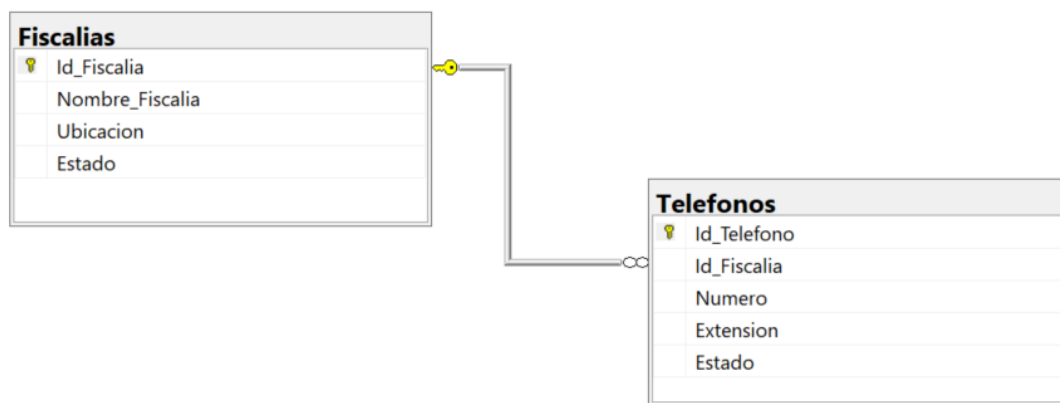 Fiscalias
Id_Fiscalia
Nombre_Fiscalia
Ubicacion
Estado
Telefonos
Id_Telefono
Id_Fiscalia
Numero
Extension
Estado